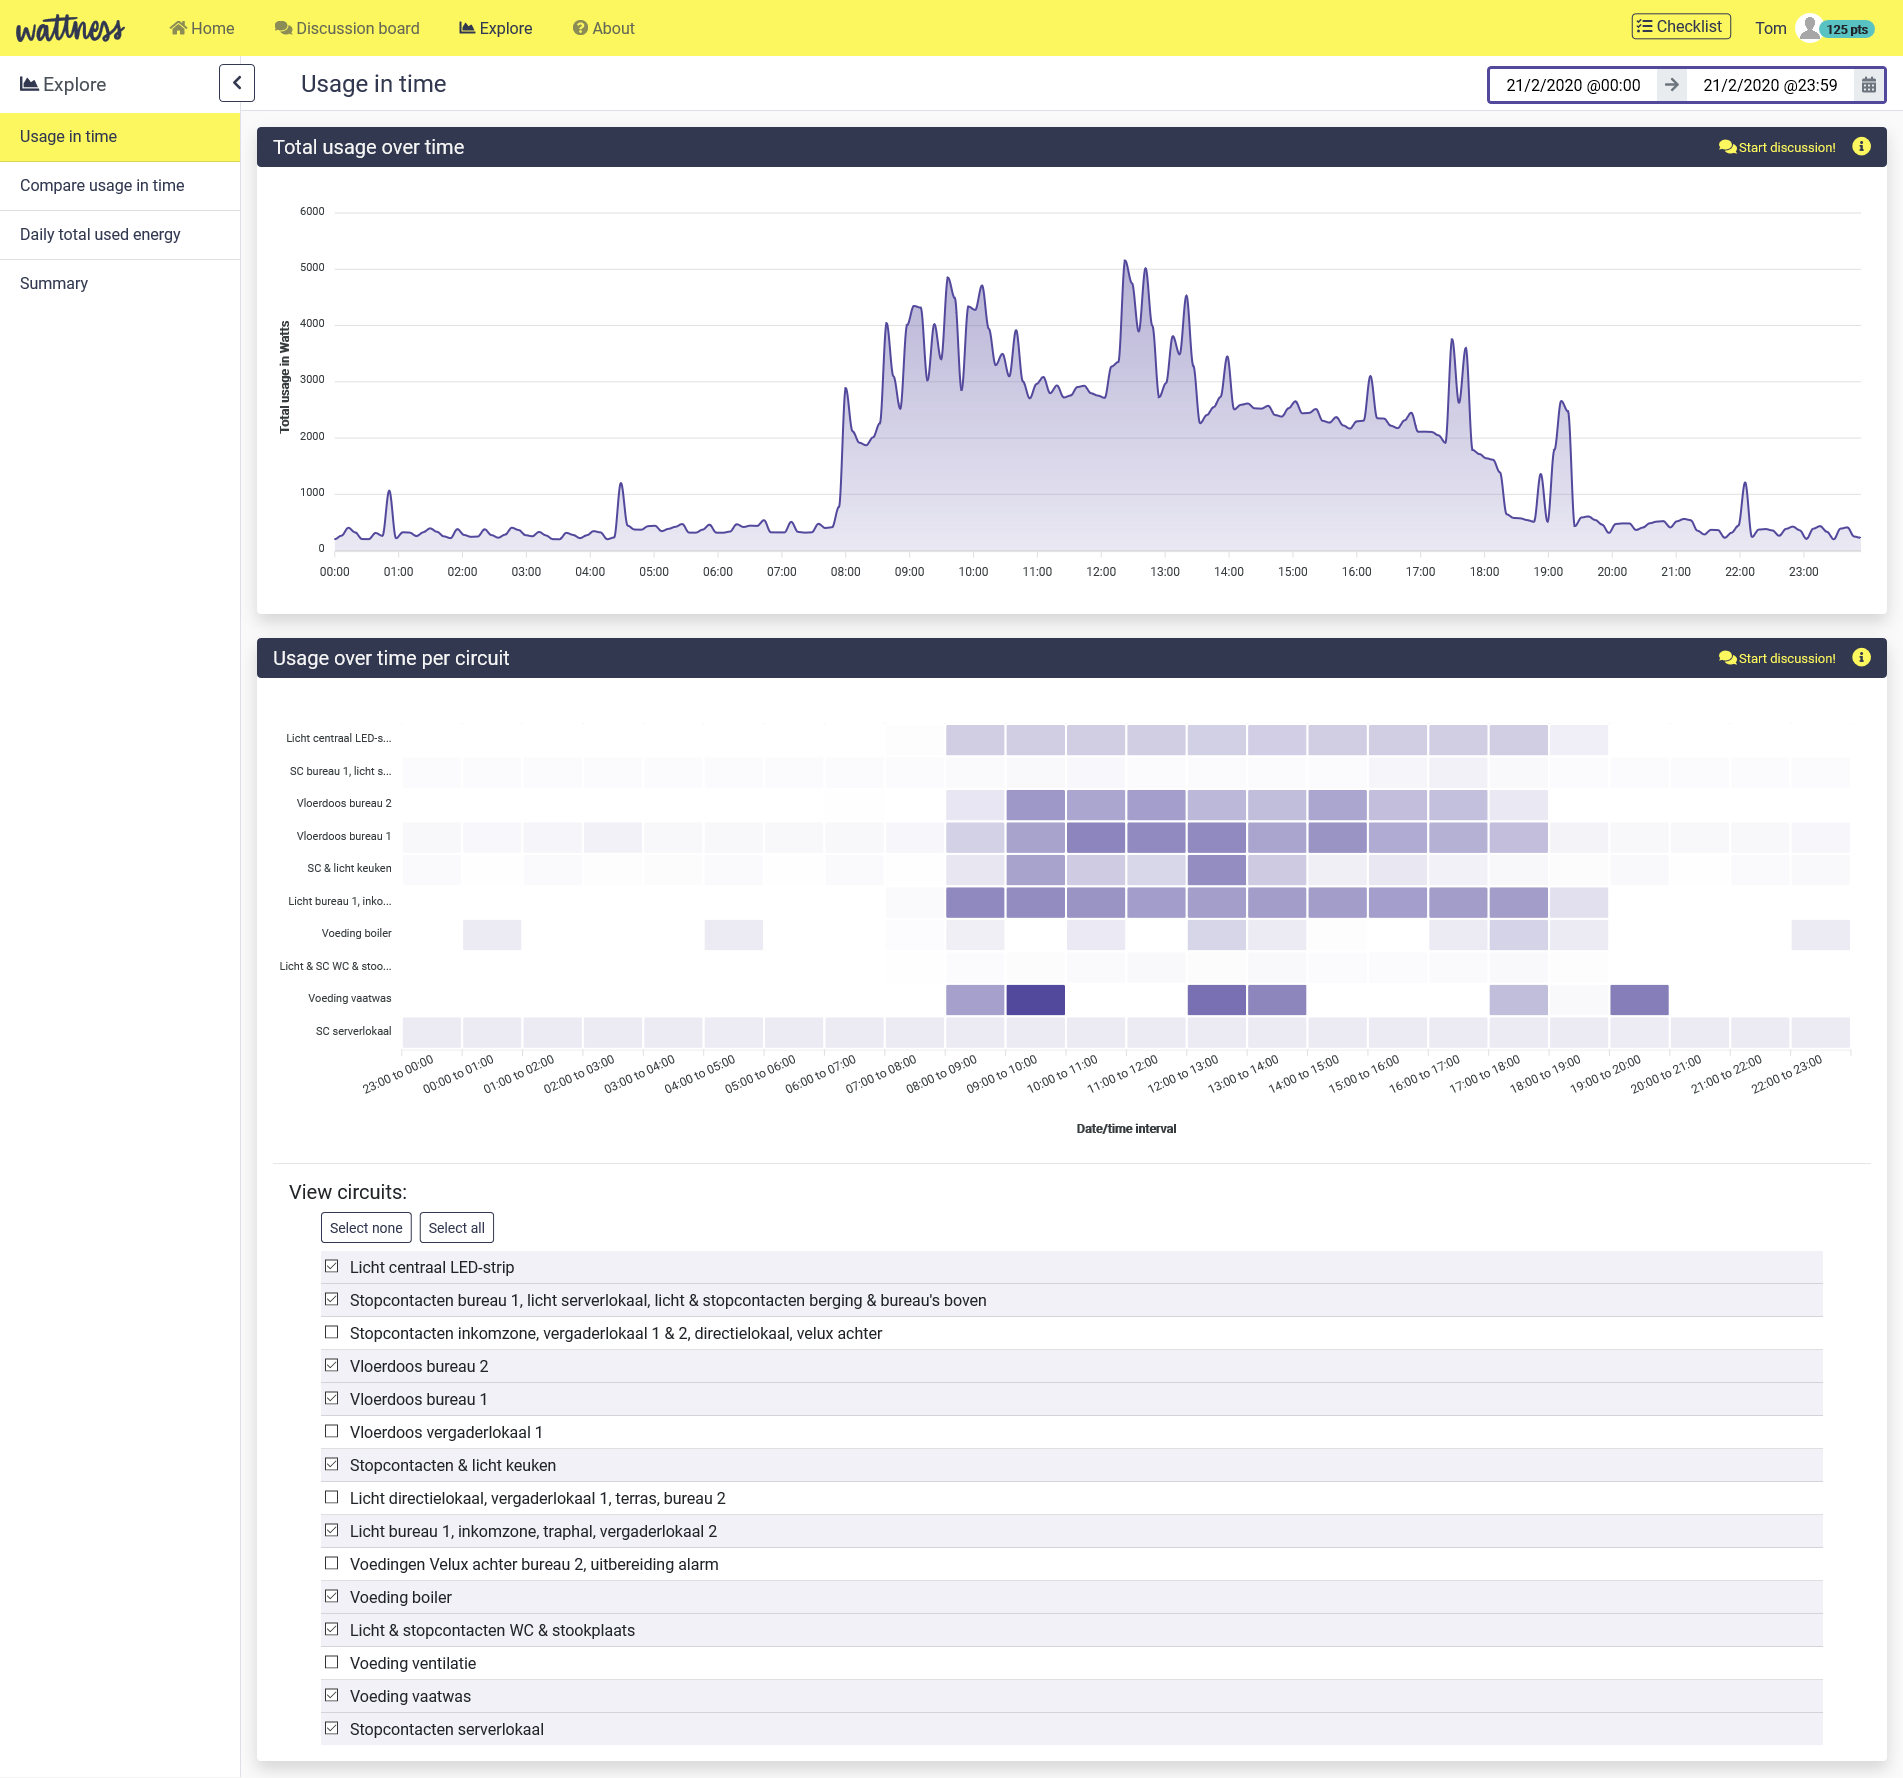 wattness Home Discussion board Explore About Checklist Tom 125 pts
Explore
Usage in time
Compare usage in time
Daily total used energy
Summary
Usage in time
21/2/2020 @00:00 21/2/2020 @23:59
Total usage over time Start discussion!
Total usage in Watts
6000
5000
4000
3000
2000
1000
0
00:00 01:00 02:00 03:00 04:00 05:00 06:00 07:00 08:00 09:00 10:00 11:00 12:00 13:00 14:00 15:00 16:00 17:00 18:00 19:00 20:00 21:00 22:00 23:00
Usage over time per circuit Start discussion!
Licht centraal LED-s...
SC bureau 1, licht s...
Vloerdoos bureau 2
Vloerdoos bureau 1
SC & licht keuken
Licht bureau 1, inko...
Voeding boiler
Licht & SC WC & stoo...
Voeding vaatwas
SC serverlokaal
23:00 to 00:00 00:00 to 01:00 01:00 to 02:00 02:00 to 03:00 03:00 to 04:00 04:00 to 05:00 05:00 to 06:00 06:00 to 07:00 07:00 to 08:00 08:00 to 09:00 09:00 to 10:00 10:00 to 11:00 11:00 to 12:00 12:00 to 13:00 13:00 to 14:00 14:00 to 15:00 15:00 to 16:00 16:00 to 17:00 17:00 to 18:00 18:00 to 19:00 19:00 to 20:00 20:00 to 21:00 21:00 to 22:00 22:00 to 23:00
Date/time interval
View circuits:
Select none Select all
Licht centraal LED-strip
Stopcontacten bureau 1, licht serverlokaal, licht & stopcontacten berging & bureau's boven
Stopcontacten inkomzone, vergaderlokaal 1 & 2, directielokaal, velux achter
Vloerdoos bureau 2
Vloerdoos bureau 1
Vloerdoos vergaderlokaal 1
Stopcontacten & licht keuken
Licht directielokaal, vergaderlokaal 1, terras, bureau 2
Licht bureau 1, inkomzone, traphal, vergaderlokaal 2
Voedingen Velux achter bureau 2, uitbereiding alarm
Voeding boiler
Licht & stopcontacten WC & stookplaats
Voeding ventilatie
Voeding vaatwas
Stopcontacten serverlokaal